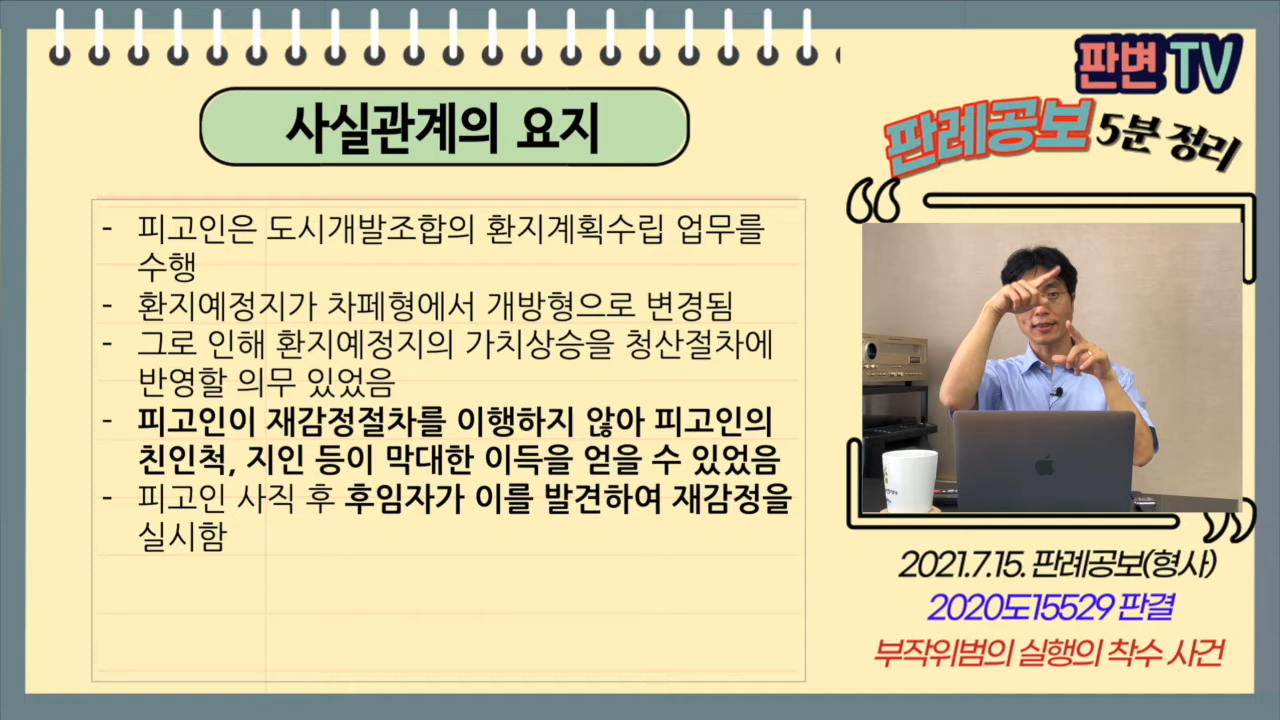 사실관계의 요지
- 피고인은 도시개발조합의 환지계획수립 업무를
수행
- 환지예정지가 차폐형에서 개방형으로 변경됨
- 그로 인해 환지예정지의 가치상승을 청산절차에
반영할 의무 있었음
- 피고인이 재감정절차를 이행하지 않아 피고인의
친인척, 지인 등이 막대한 이득을 얻을 수 있었음
- 피고인 사직 후 후임자가 이를 발견하여 재감정을
실시함
판변 TV
판례공보 5분 정리
2021.7.15. 판례공보(형사)
2020도15529 판결
부작위범의 실행의 착수 사건